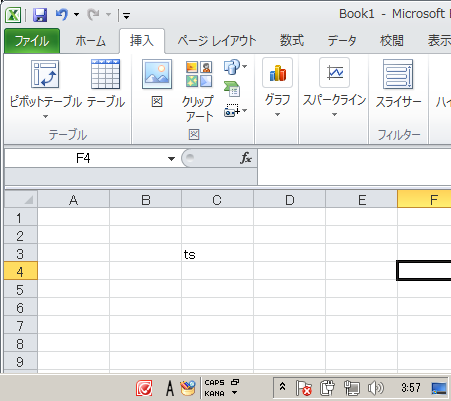 Book1 - Microsoft
ファイル ホーム 挿入 ページ レイアウト 数式 データ 校閲 表示
ピボットテーブル テーブル 図 クリップ アート グラフ スパークライン スライサー ハイ
テーブル 図 フィルター
F4 fx
A B C D E F
1
2
3 ts
4
5
6
7
8
9
A CAPS KANA 3:57